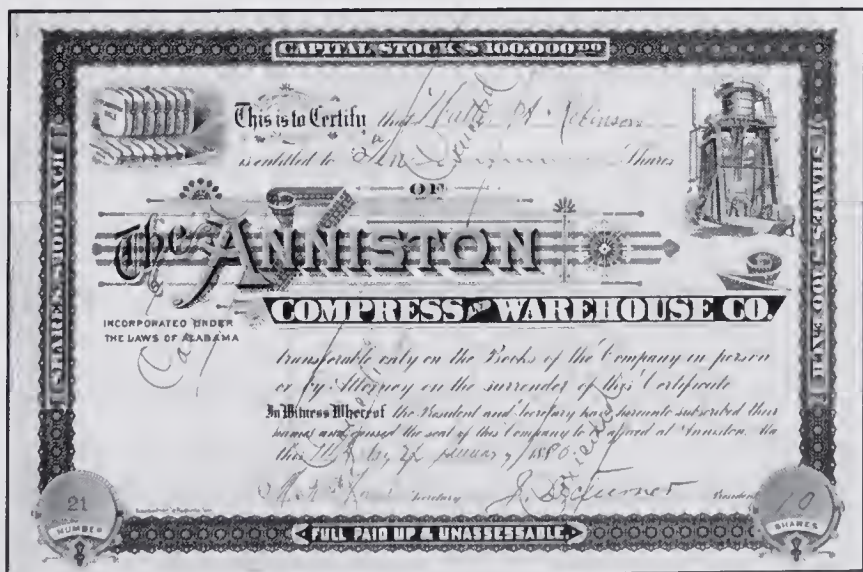 CAPITAL STOCK $ 100,000.00
This is to Certify that Walter
is entitled to Shares
OF
The ANNISTON
COMPRESS AND WAREHOUSE CO.
INCORPORATED UNDER
THE LAWS OF ALABAMA
transferable only on the Books of the Company in person
or by Attorney on the surrender of this Certificate
In Witness Whereof the President and Secretary have hereunto subscribed their
names and caused the seal of this Company to be affixed at Anniston, Ala
this day of January
Secretary President
SHARES $100 EACH
SHARES $100 EACH
21
NUMBER
10
SHARES
FULL PAID UP & UNASSESSABLE